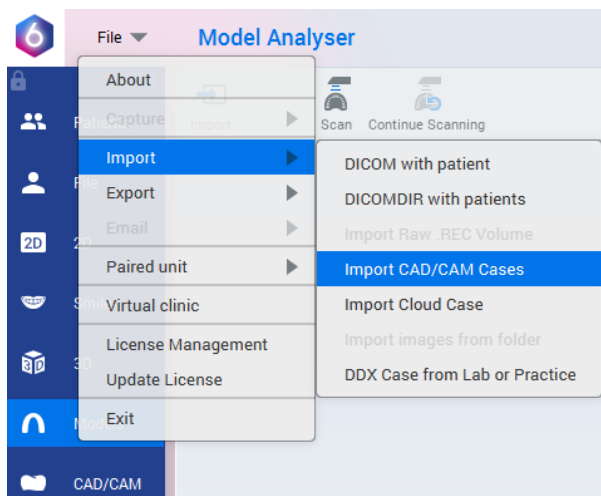 6 File Model Analyser
About
Capture
Import
Export
Email
Paired unit
Virtual clinic
License Management
Update License
Exit
Import
Scan Continue Scanning
DICOM with patient
DICOMDIR with patients
Import Raw .REC Volume
Import CAD/CAM Cases
Import Cloud Case
Import images from folder
DDX Case from Lab or Practice
File
2D
3D
3D
CAD/CAM